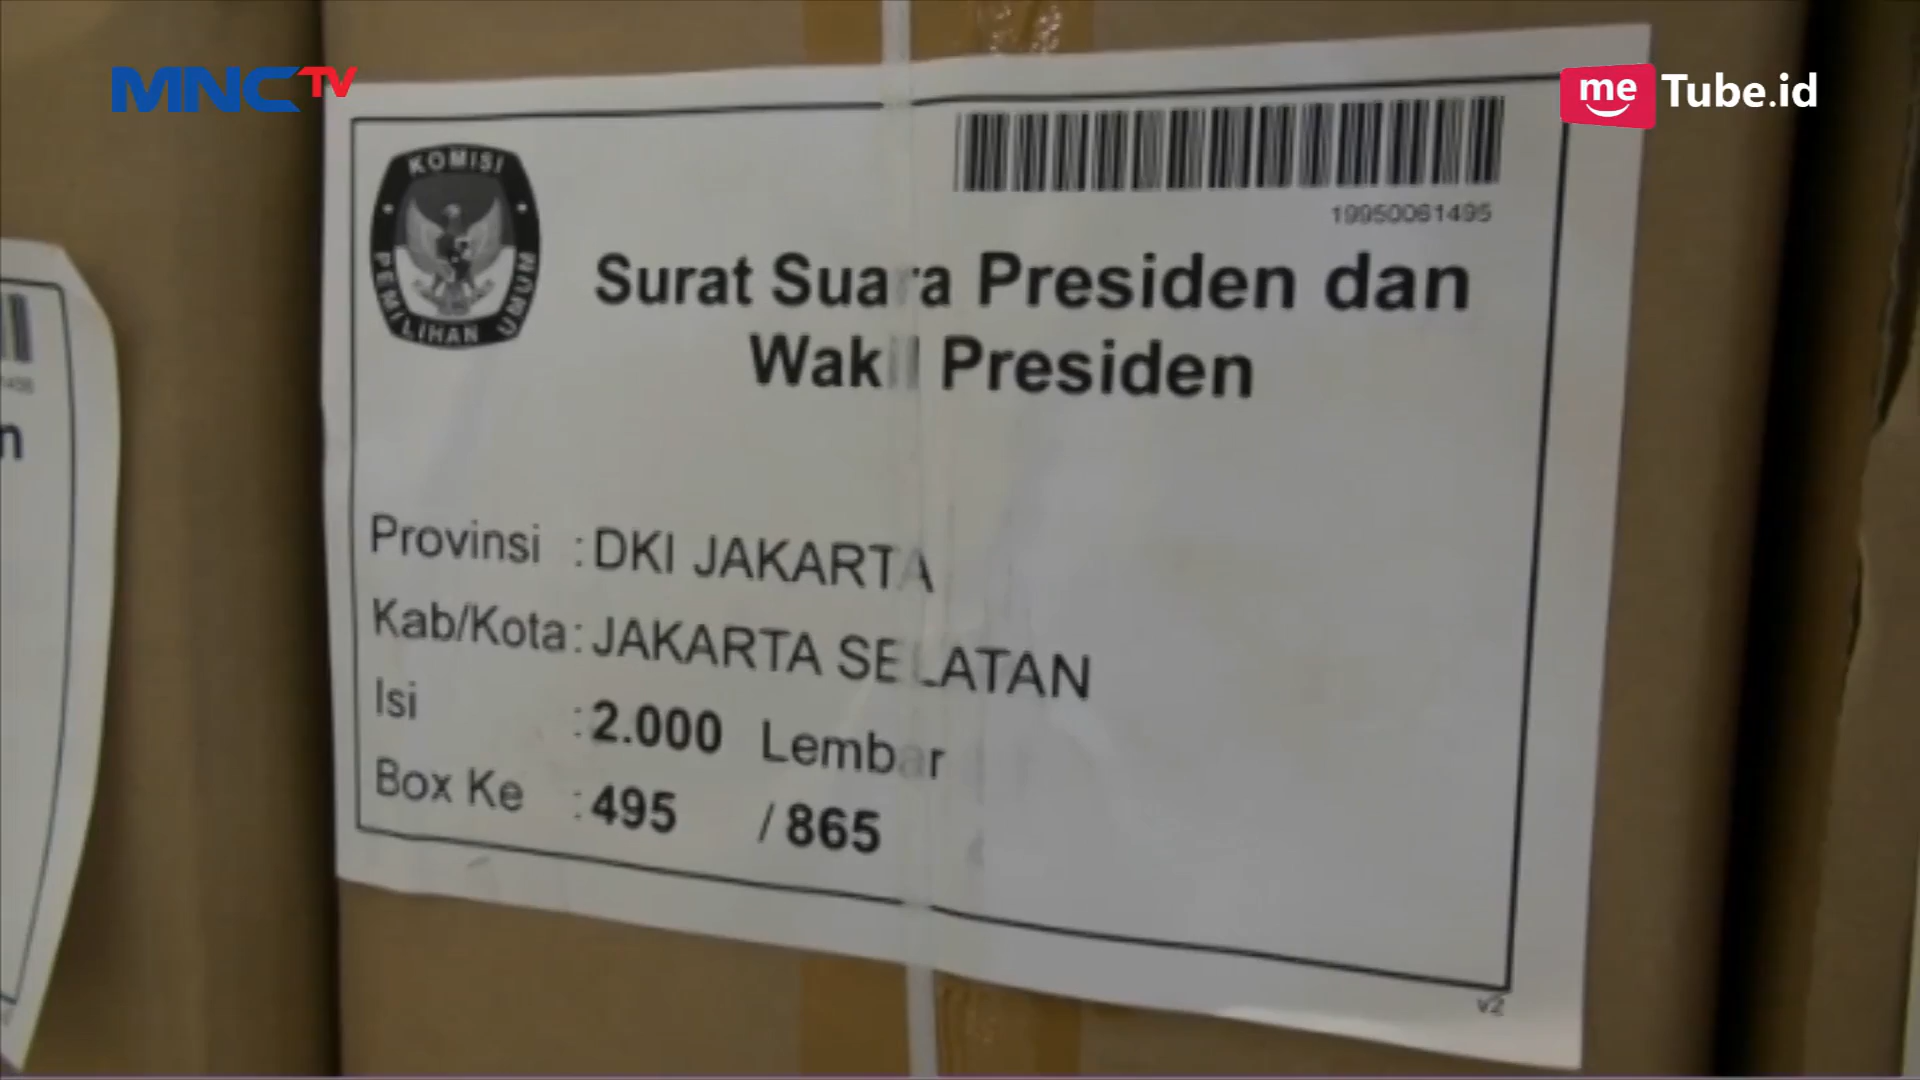 MNCTV
me Tube.id
KOMISI
PEMILIHAN UMUM
19950061495
Surat Suara Presiden dan
Wakil Presiden
Provinsi : DKI JAKARTA
Kab/Kota : JAKARTA SELATAN
Isi : 2.000 Lembar
Box Ke : 495 / 865
v2
n